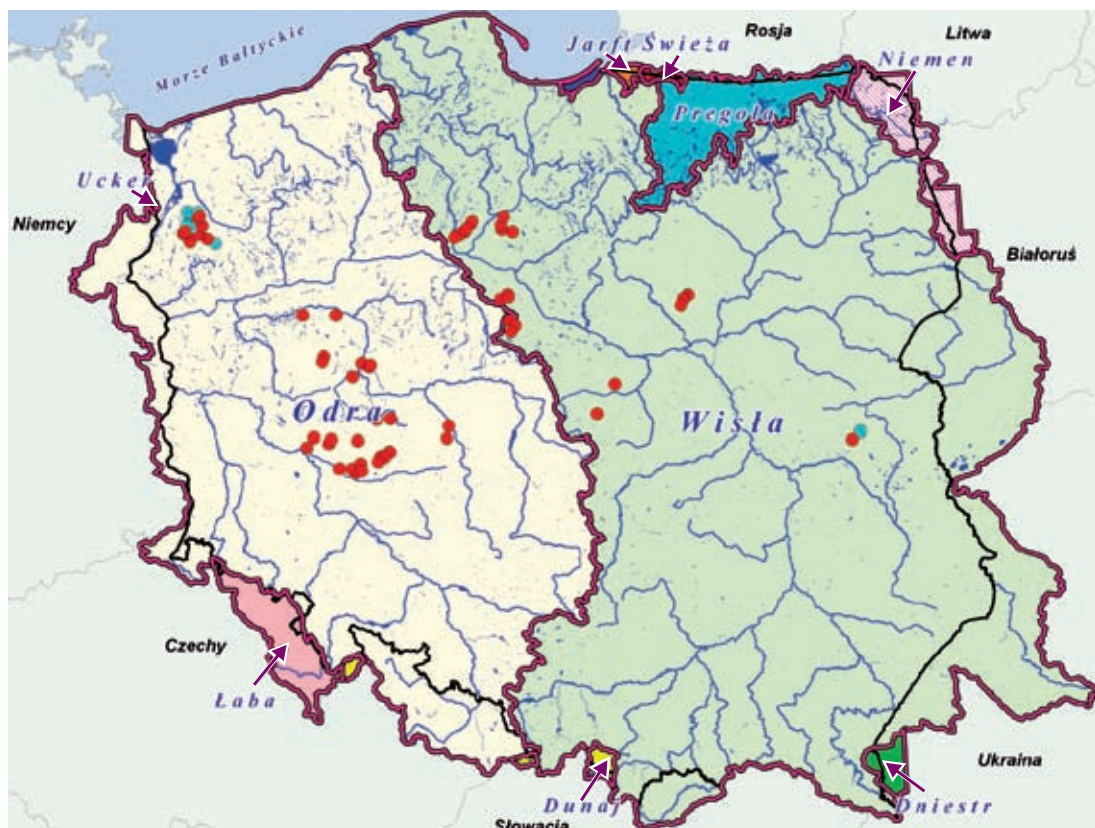 Morze Bałtyckie
Jarft
Świeża
Rosja
Litwa
Niemen
Pregoła
Ucker
Niemcy
Białoruś
Odra
Wisła
Czechy
Łaba
Ukraina
Dunaj
Dniestr
Słowacja